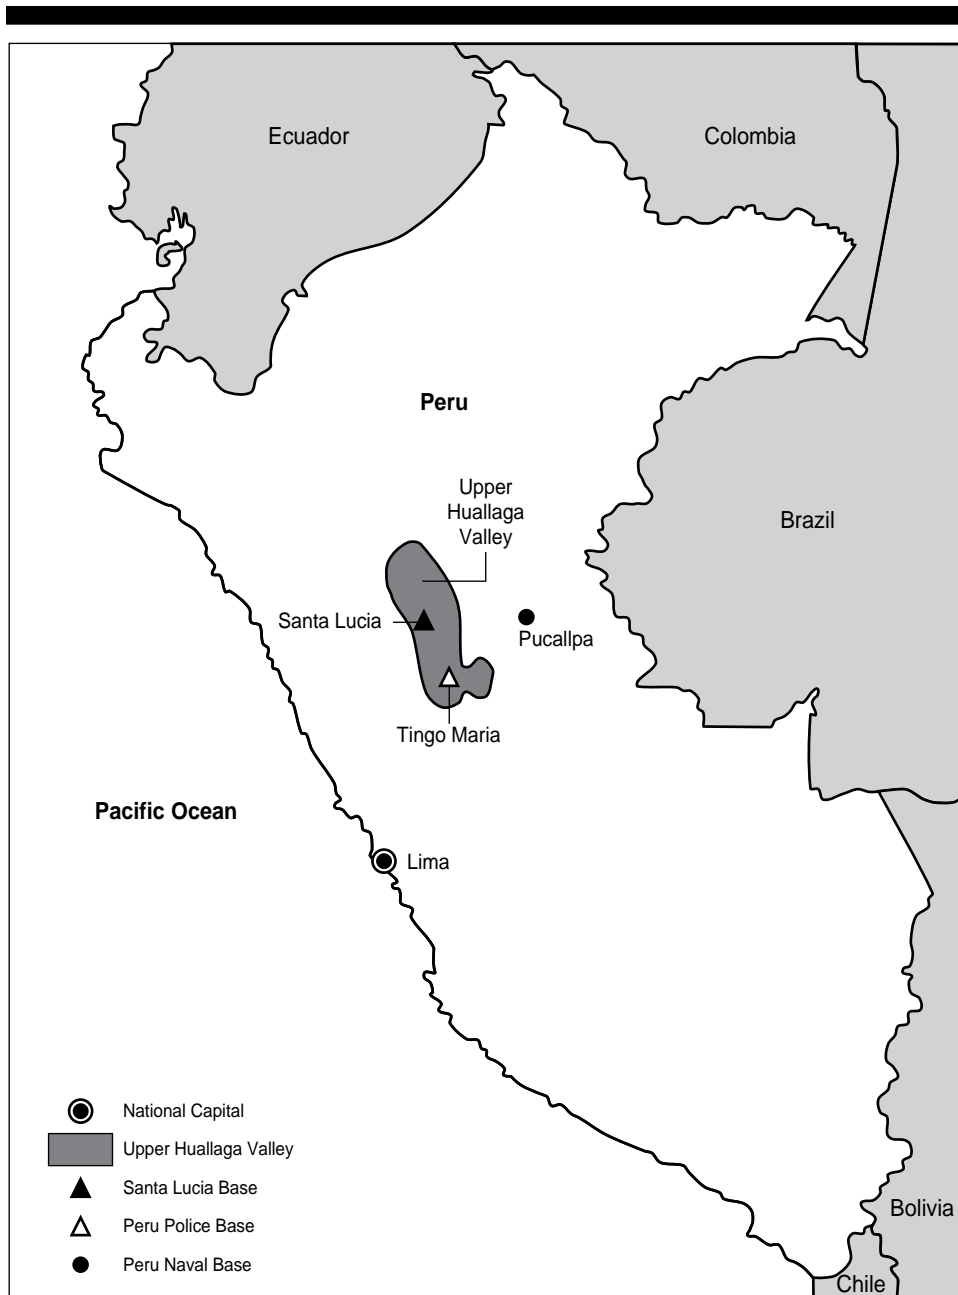 Ecuador
Colombia
Peru
Upper
Huallaga
Valley
Brazil
Santa Lucia
Pucallpa
Tingo Maria
Pacific Ocean
Lima
National Capital
Upper Huallaga Valley
Santa Lucia Base
Peru Police Base
Peru Naval Base
Bolivia
Chile